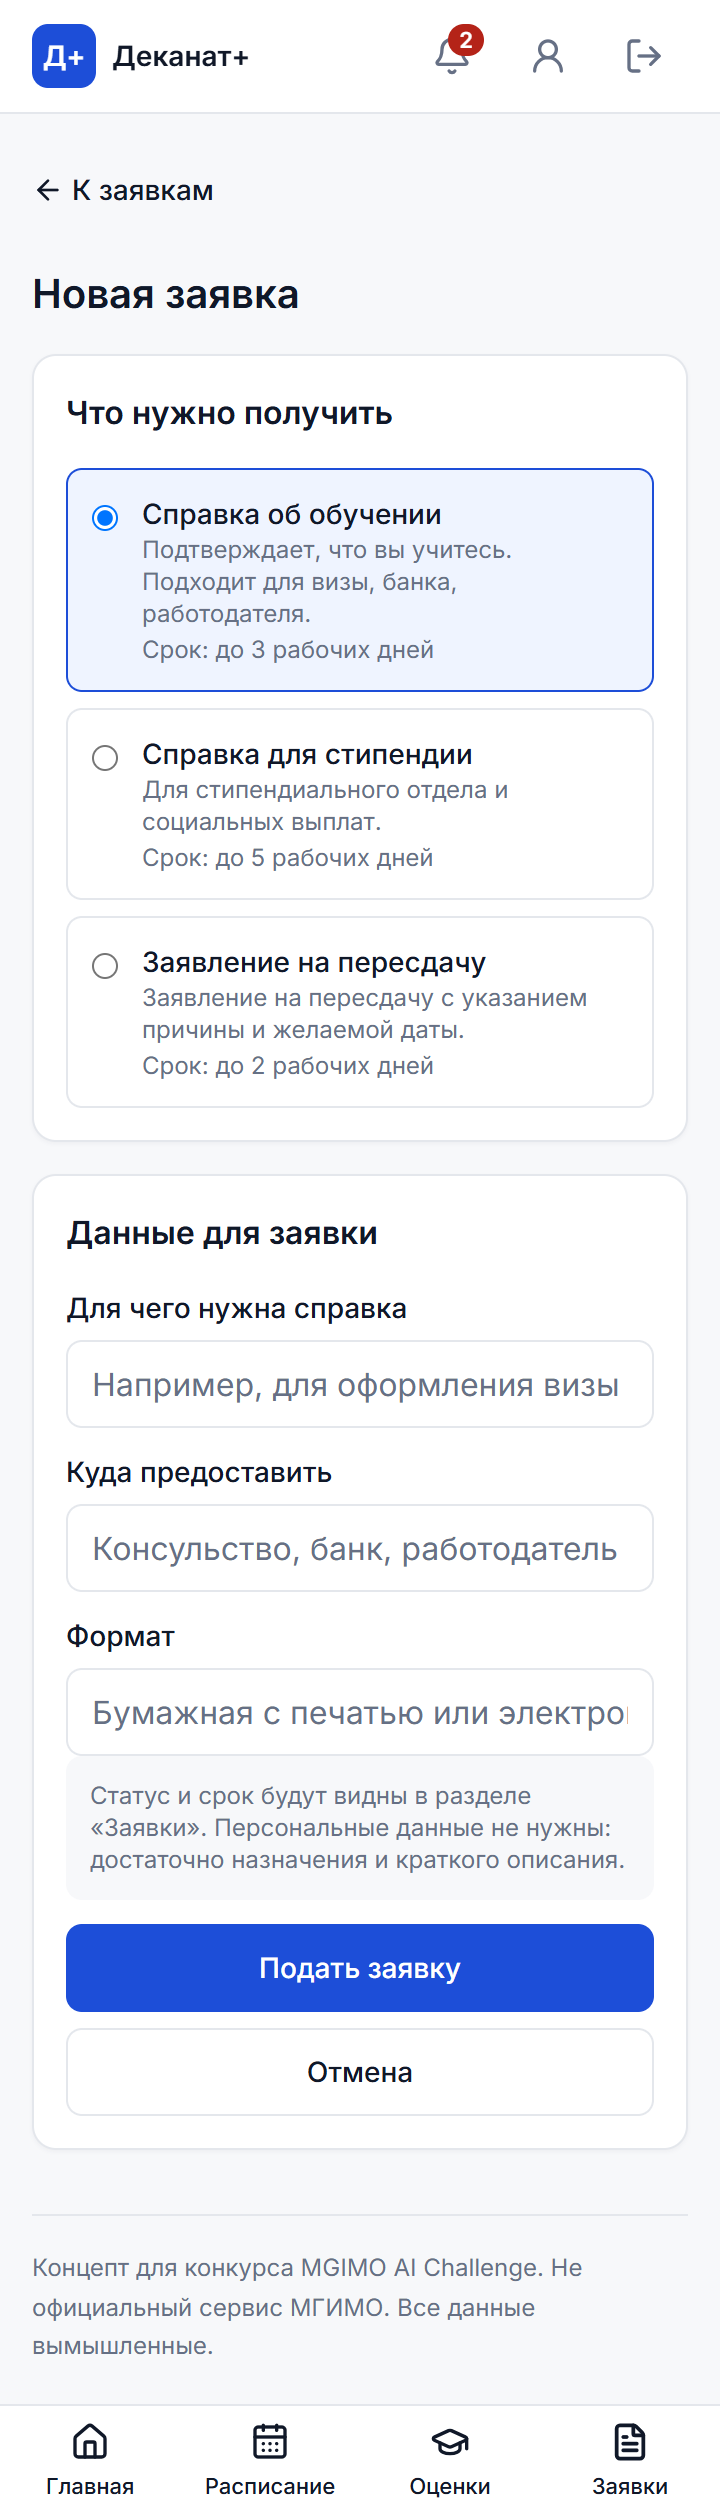 Д+ Деканат+ 2
К заявкам
Новая заявка
Что нужно получить
Справка об обучении
Подтверждает, что вы учитесь.
Подходит для визы, банка,
работодателя.
Срок: до 3 рабочих дней
Справка для стипендии
Для стипендиального отдела и
социальных выплат.
Срок: до 5 рабочих дней
Заявление на пересдачу
Заявление на пересдачу с указанием
причины и желаемой даты.
Срок: до 2 рабочих дней
Данные для заявки
Для чего нужна справка
Например, для оформления визы
Куда предоставить
Консульство, банк, работодатель
Формат
Бумажная с печатью или электро
Статус и срок будут видны в разделе
«Заявки». Персональные данные не нужны:
достаточно назначения и краткого описания.
Подать заявку
Отмена
Концепт для конкурса MGIMO AI Challenge. Не
официальный сервис МГИМО. Все данные
вымышленные.
Главная Расписание Оценки Заявки